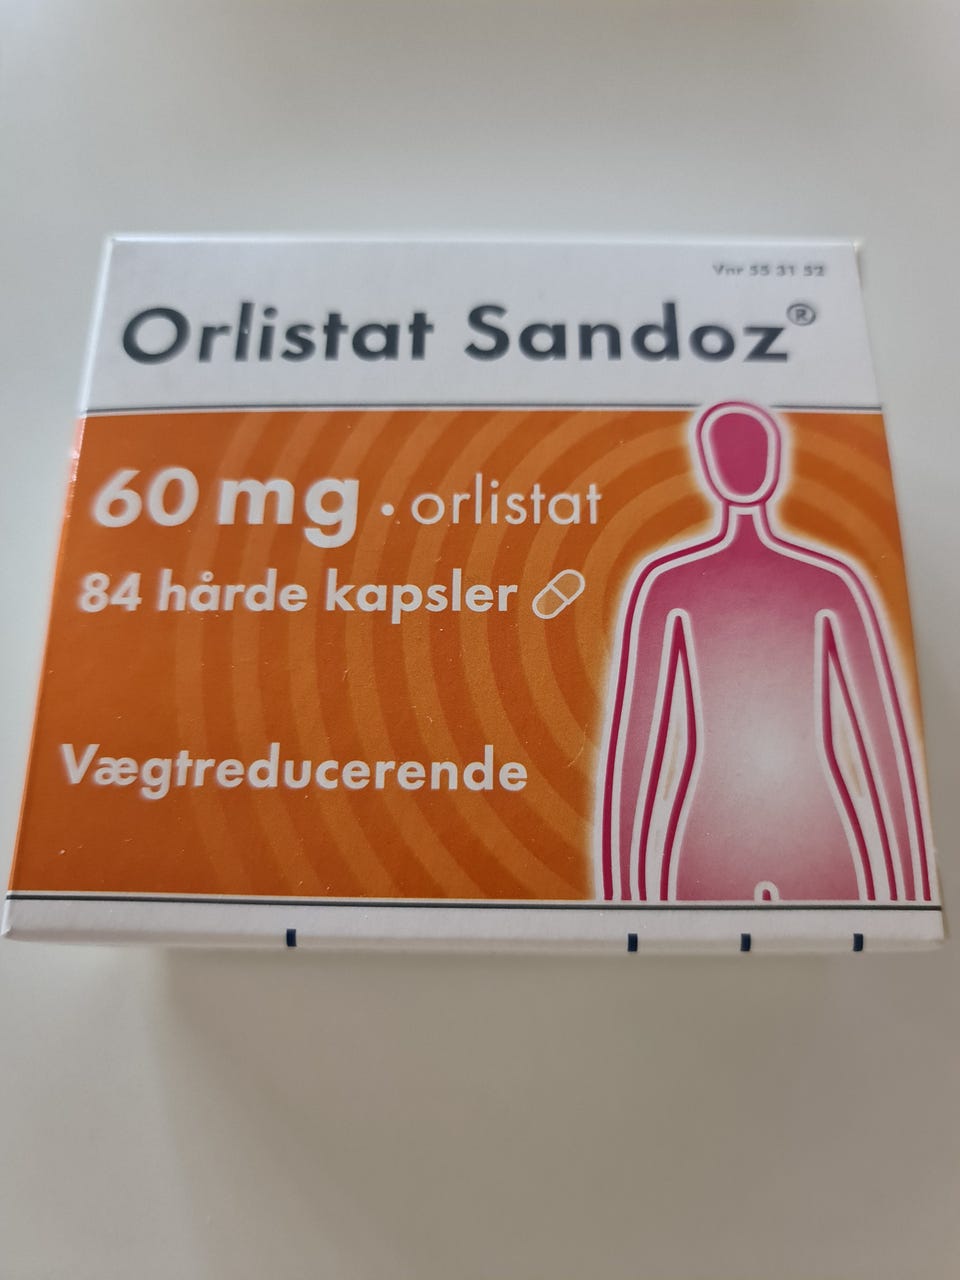 Vnr 55 31 52
Orlistat Sandoz®
60 mg • orlistat
84 hårde kapsler
Vægtreducerende